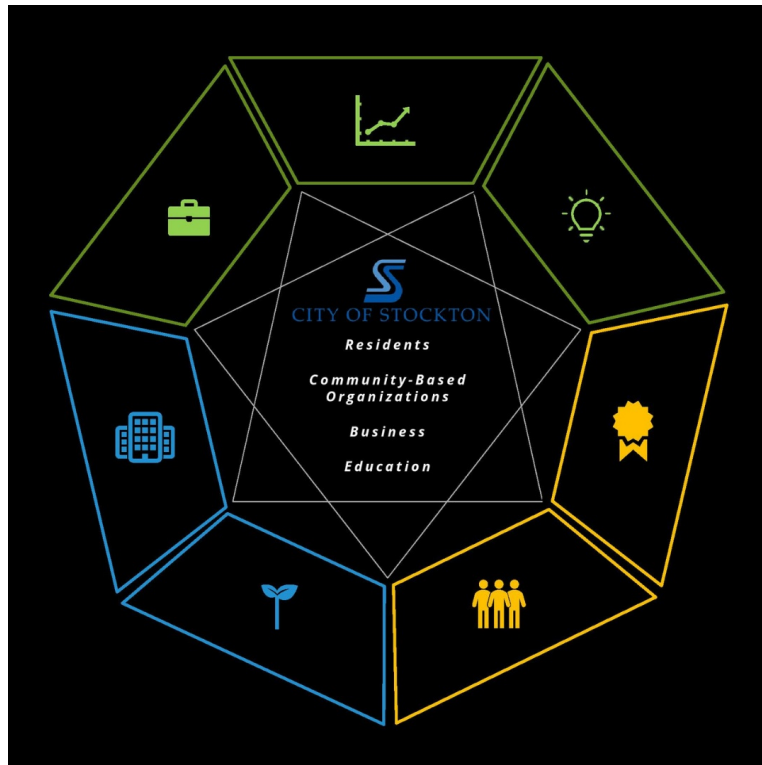 CITY OF STOCKTON
Residents
Community-Based
Organizations
Business
Education